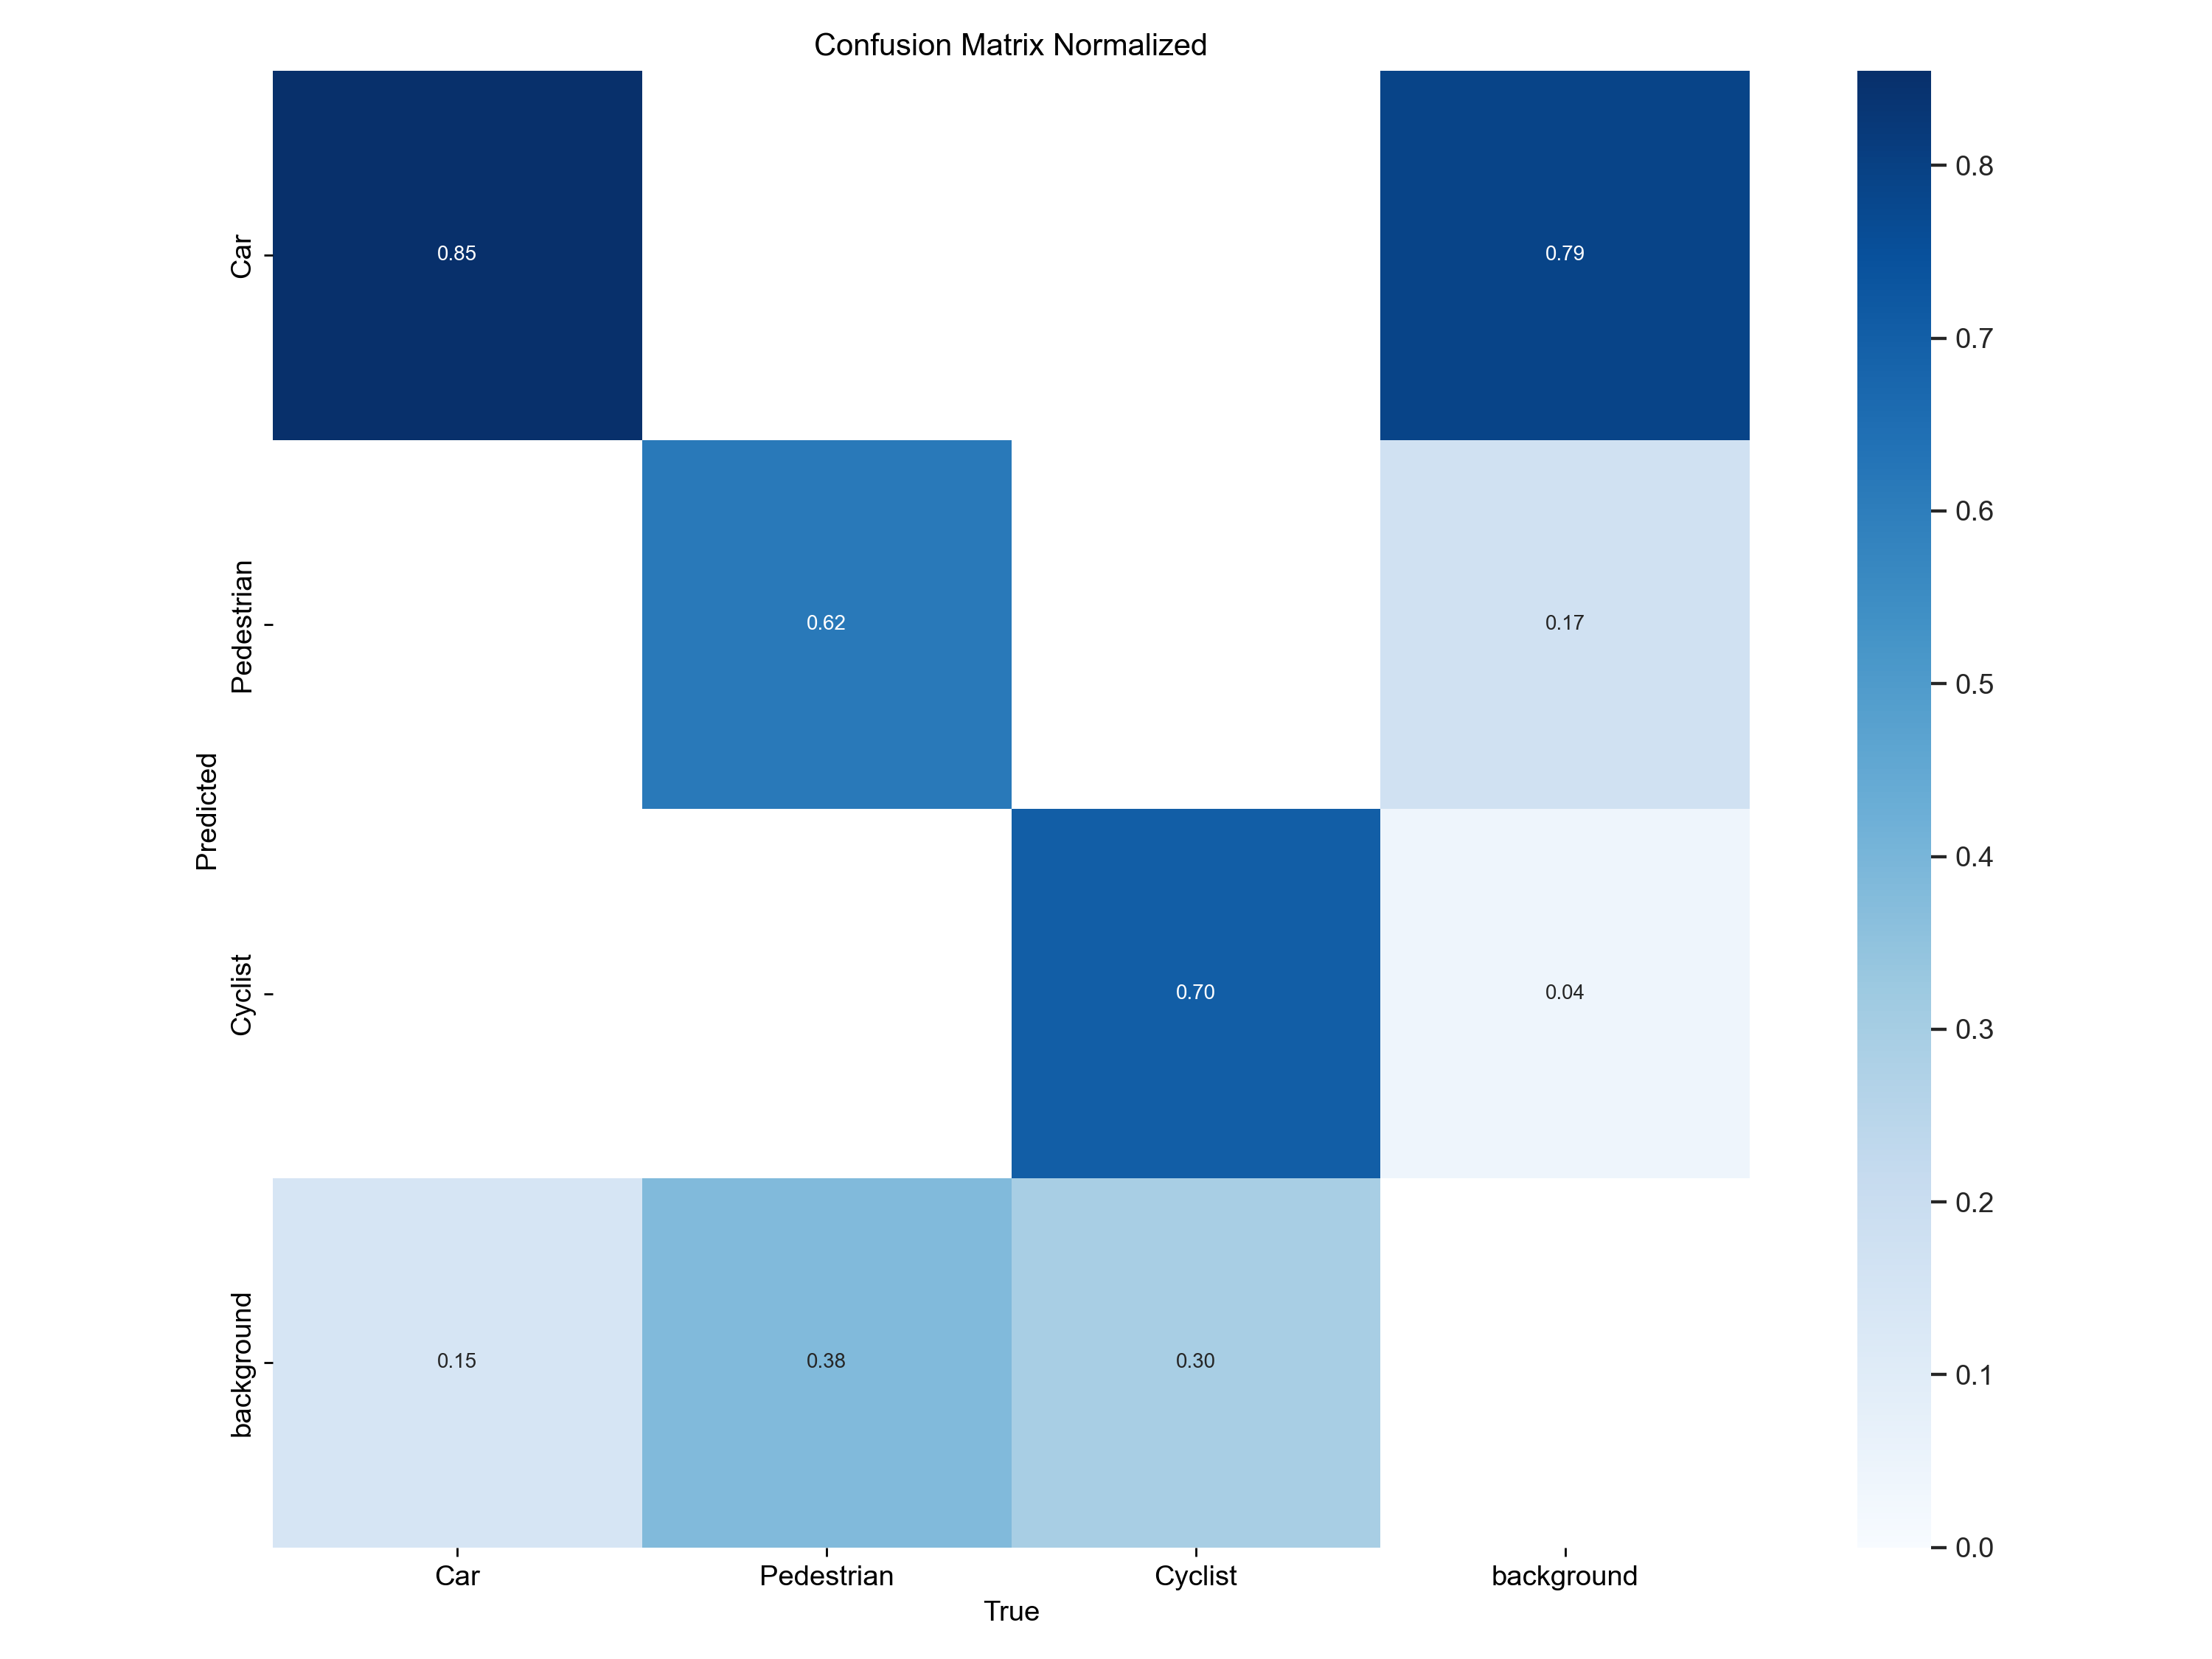 Confusion Matrix Normalized
Car
0.85
0.79
0.8
0.7
Pedestrian
0.62
0.17
0.6
0.5
Predicted
0.4
Cyclist
0.70
0.04
0.3
0.2
background
0.15
0.38
0.30
0.1
0.0
Car Pedestrian Cyclist background
True